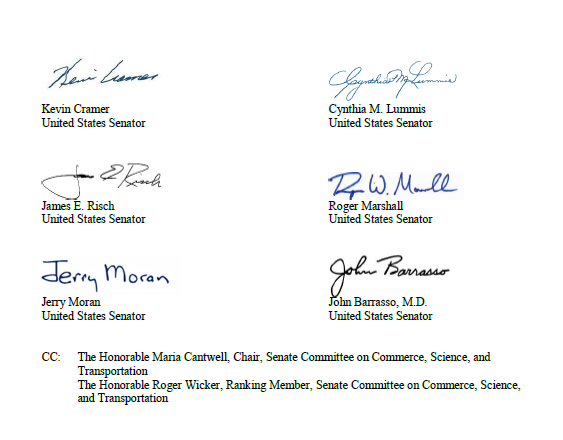 Kevin Cramer
Cynthia M. Lummis
Kevin Cramer
Cynthia M. Lummis
United States Senator
United States Senator
James E Risch
Roger W. Marshall
James E. Risch
Roger Marshall
United States Senator
United States Senator
Jerry Moran
John Barrasso
Jerry Moran
John Barrasso, M.D.
United States Senator
United States Senator
CC: The Honorable Maria Cantwell, Chair, Senate Committee on Commerce, Science, and
Transportation
The Honorable Roger Wicker, Ranking Member, Senate Committee on Commerce, Science,
and Transportation